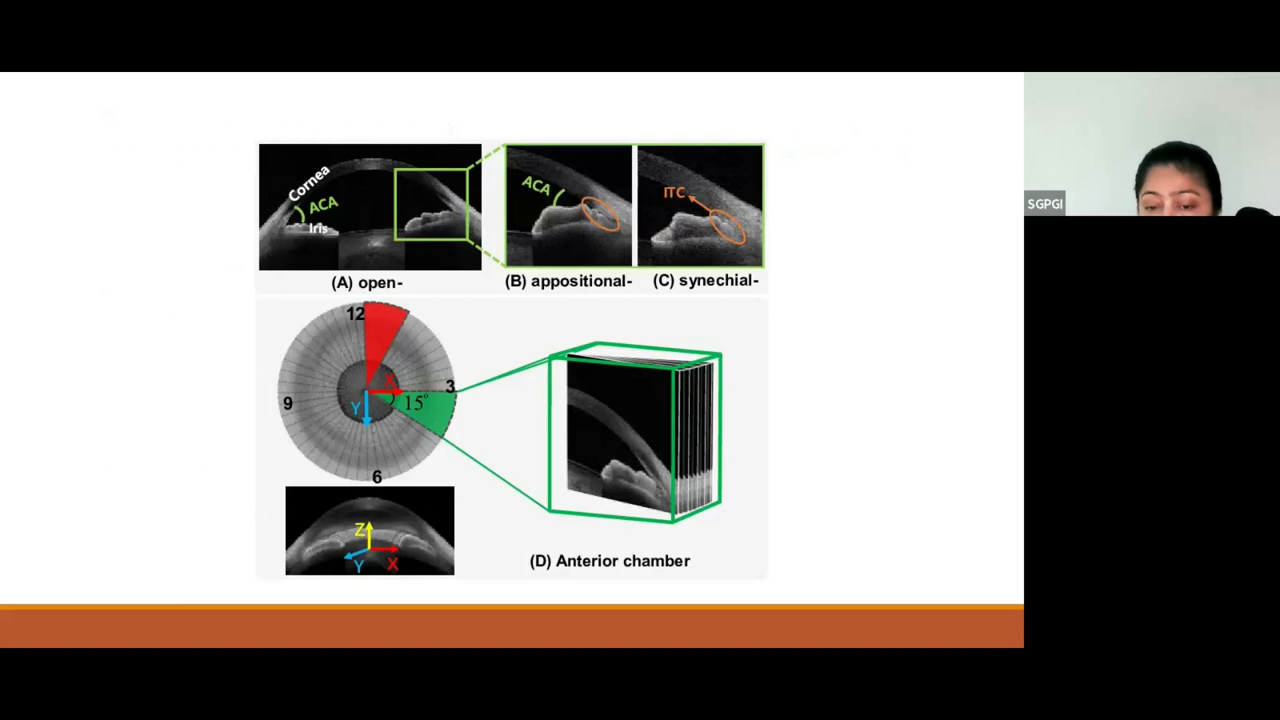 Cornea
ACA
Iris
ACA
ITC
(A) open-
(B) appositional-
(C) synechial-
12
3
X
Y
15°
9
6
Z
Y
X
(D) Anterior chamber
SGPGI